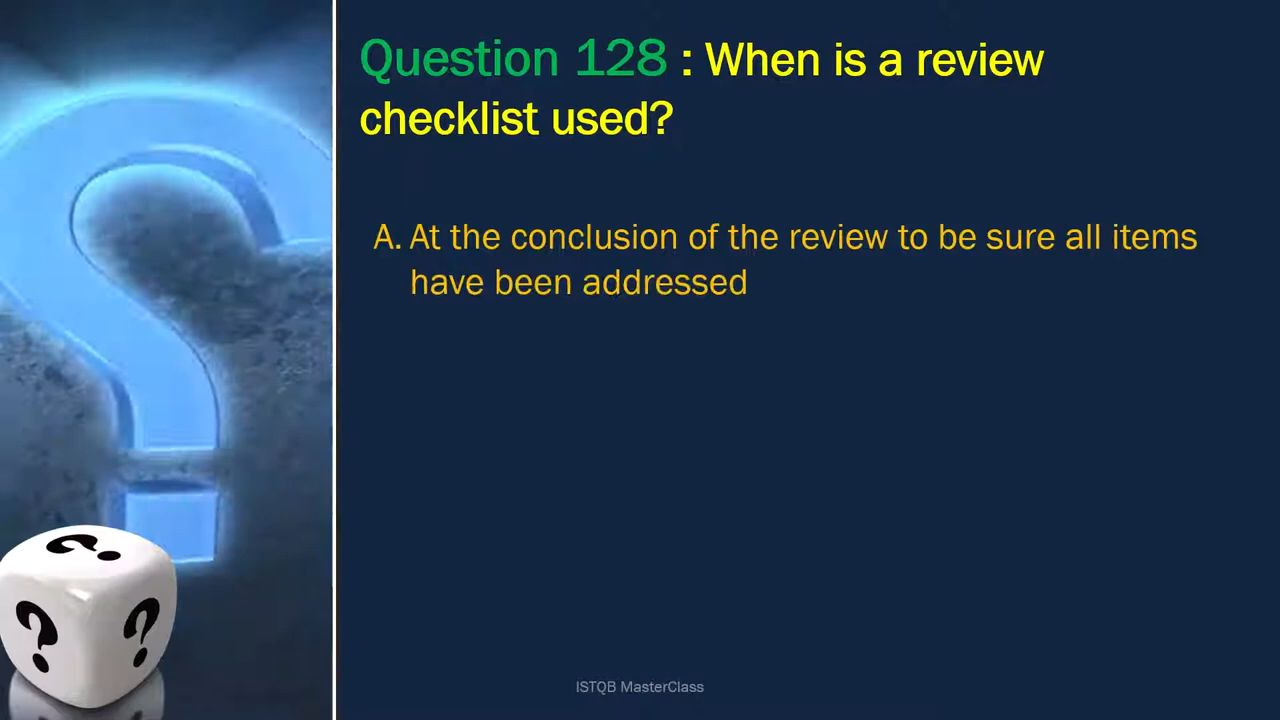 Question 128 : When is a review
checklist used?
A. At the conclusion of the review to be sure all items
have been addressed
ISTQB MasterClass